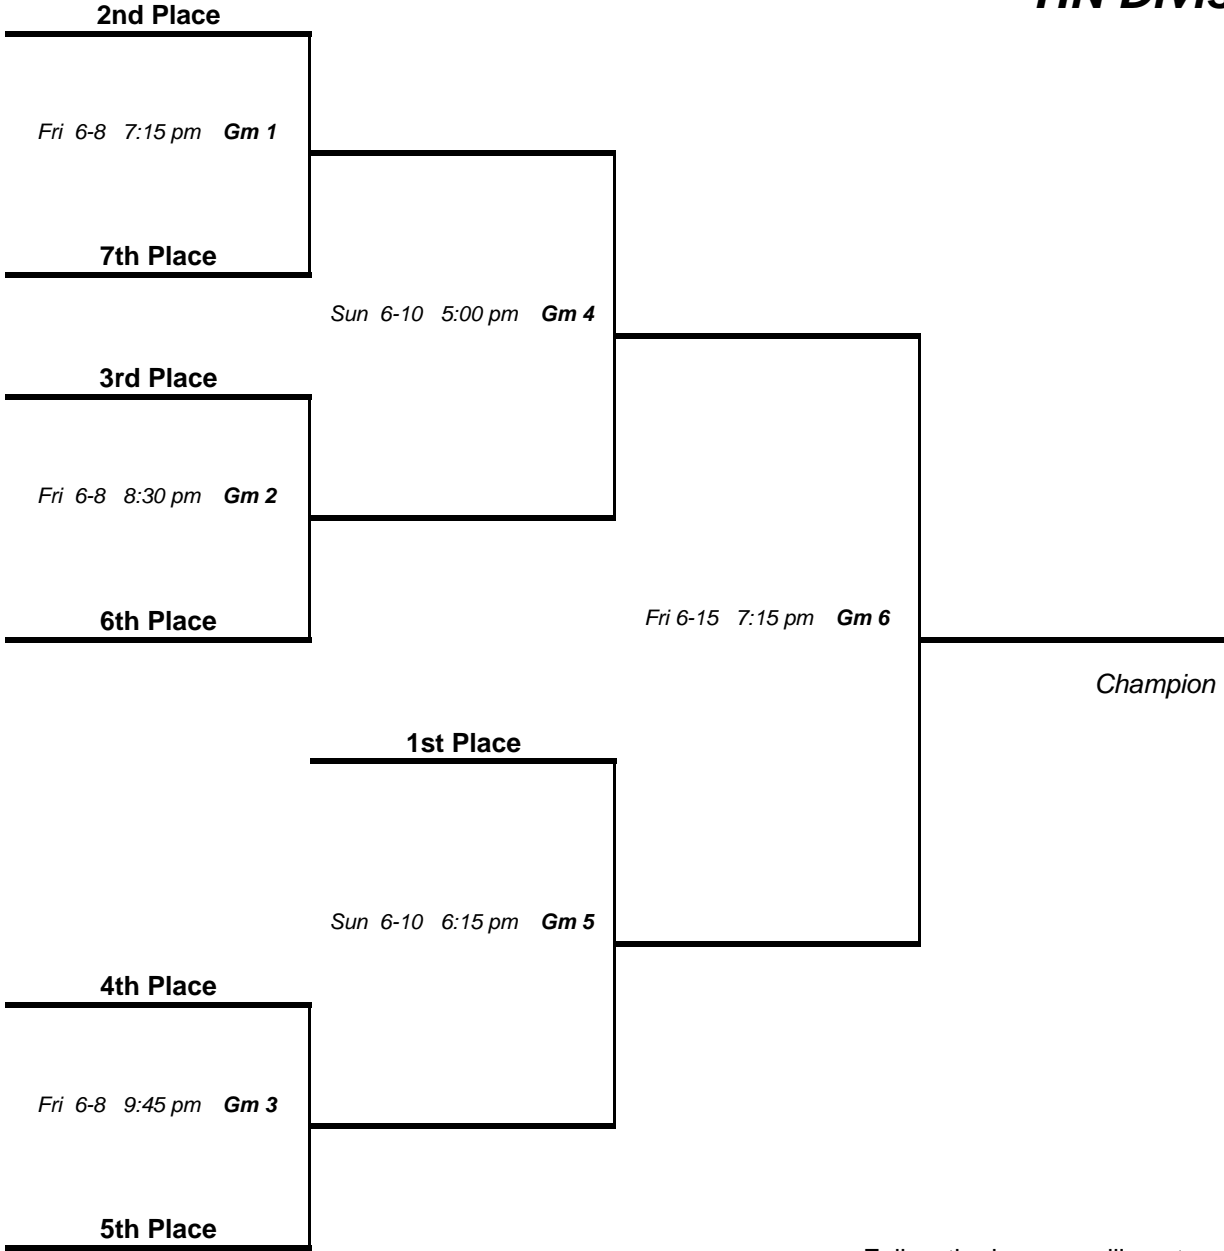 2nd Place
Fri 6-8 7:15 pm Gm 1
7th Place
Sun 6-10 5:00 pm Gm 4
3rd Place
Fri 6-8 8:30 pm Gm 2
6th Place
Fri 6-15 7:15 pm Gm 6
Champion
1st Place
Sun 6-10 6:15 pm Gm 5
4th Place
Fri 6-8 9:45 pm Gm 3
5th Place